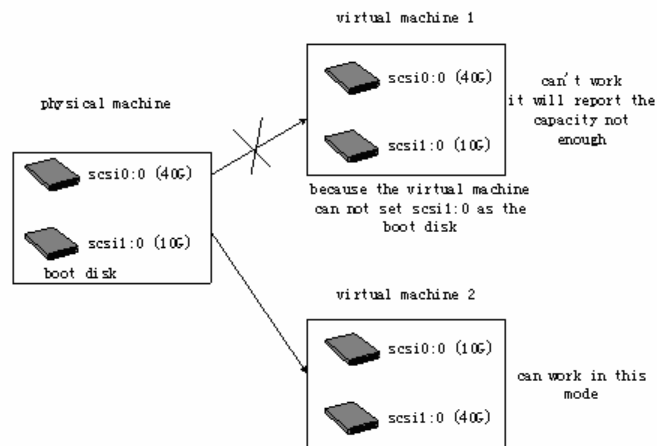 virtual machine 1
scsi0:0 (40G)
scsi1:0 (10G)
can't work
it will report the
capacity not
enough
because the virtual machine
can not set scsi1:0 as the
boot disk
physical machine
scsi0:0 (40G)
scsi1:0 (10G)
boot disk
virtual machine 2
scsi0:0 (10G)
scsi1:0 (40G)
can work in this
mode